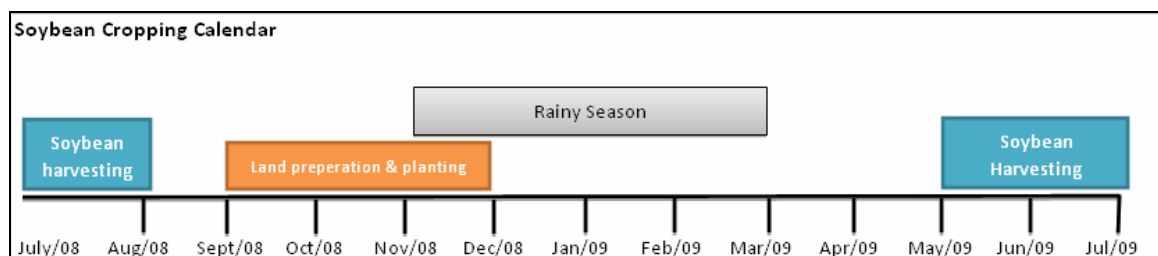 Soybean Cropping Calendar
Rainy Season
Soybean
harvesting
Land preperation & planting
Soybean
Harvesting
July/08 Aug/08 Sept/08 Oct/08 Nov/08 Dec/08 Jan/09 Feb/09 Mar/09 Apr/09 May/09 Jun/09 Jul/09